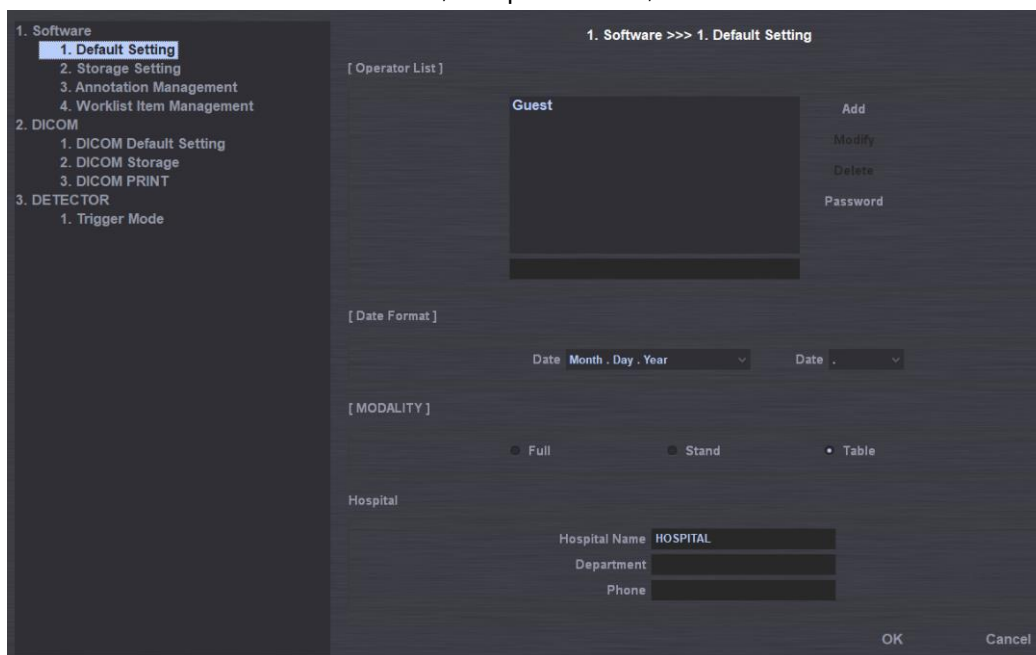 1. Software
1. Default Setting
2. Storage Setting
3. Annotation Management
4. Worklist Item Management
2. DICOM
1. DICOM Default Setting
2. DICOM Storage
3. DICOM PRINT
3. DETECTOR
1. Trigger Mode
1. Software >>> 1. Default Setting
[ Operator List ]
Guest
Add
Modify
Delete
Password
[ Date Format ]
Date Month . Day . Year Date .
[ MODALITY ]
Full Stand Table
Hospital
Hospital Name HOSPITAL
Department
Phone
OK Cancel